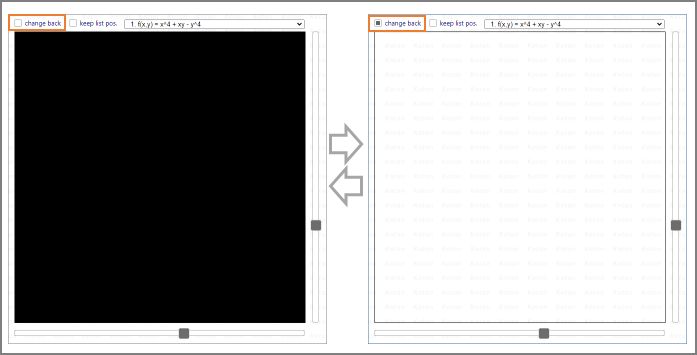 change back keep list pos. 1. f(x,y) = x^4 + xy - y^4
change back keep list pos. 1. f(x,y) = x^4 + xy - y^4